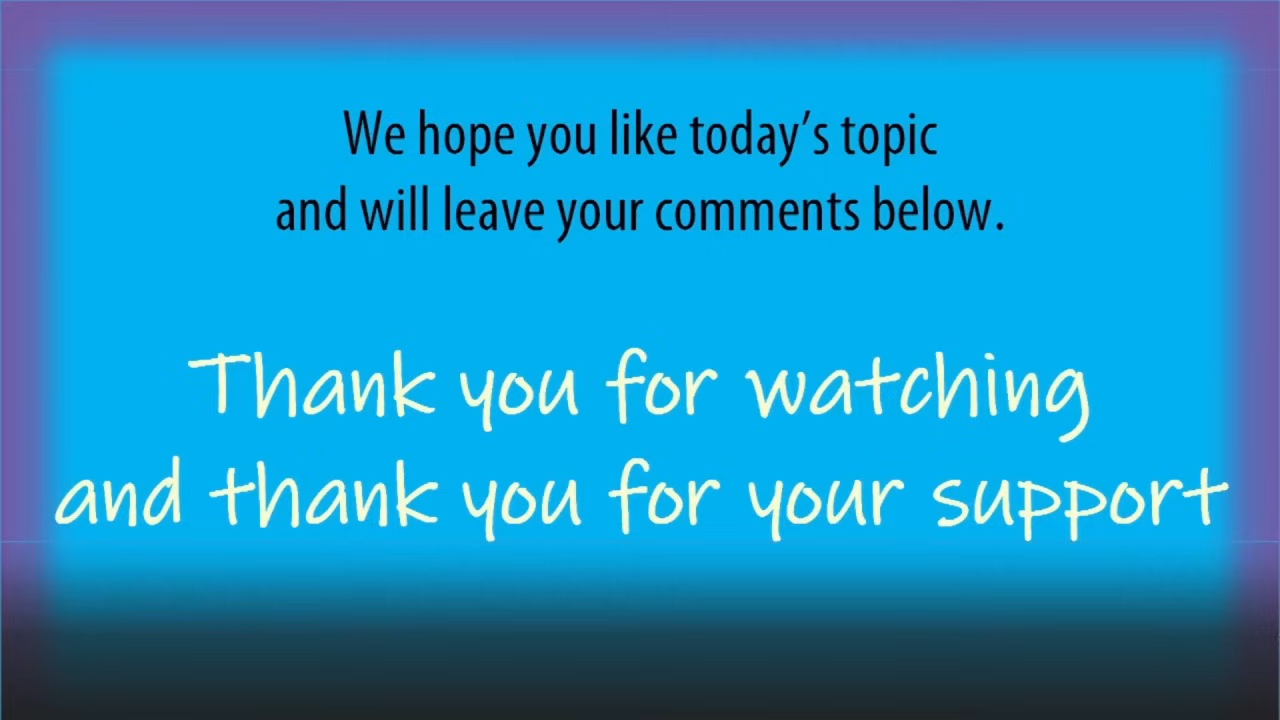 We hope you like today’s topic
and will leave your comments below.
Thank you for watching
and thank you for your support